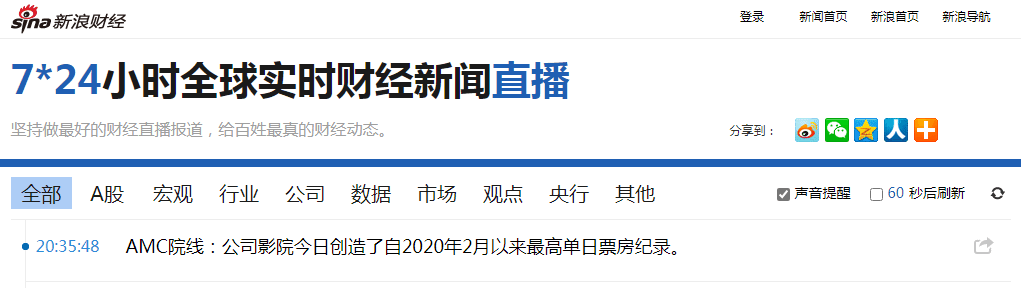 sina新浪财经
登录 新闻首页 新浪首页 新浪导航
7*24小时全球实时财经新闻直播
坚持做最好的财经直播报道，给百姓最真的财经动态。
分享到：
全部 A股 宏观 行业 公司 数据 市场 观点 央行 其他 声音提醒 60 秒后刷新
20:35:48 AMC院线：公司影院今日创造了自2020年2月以来最高单日票房纪录。